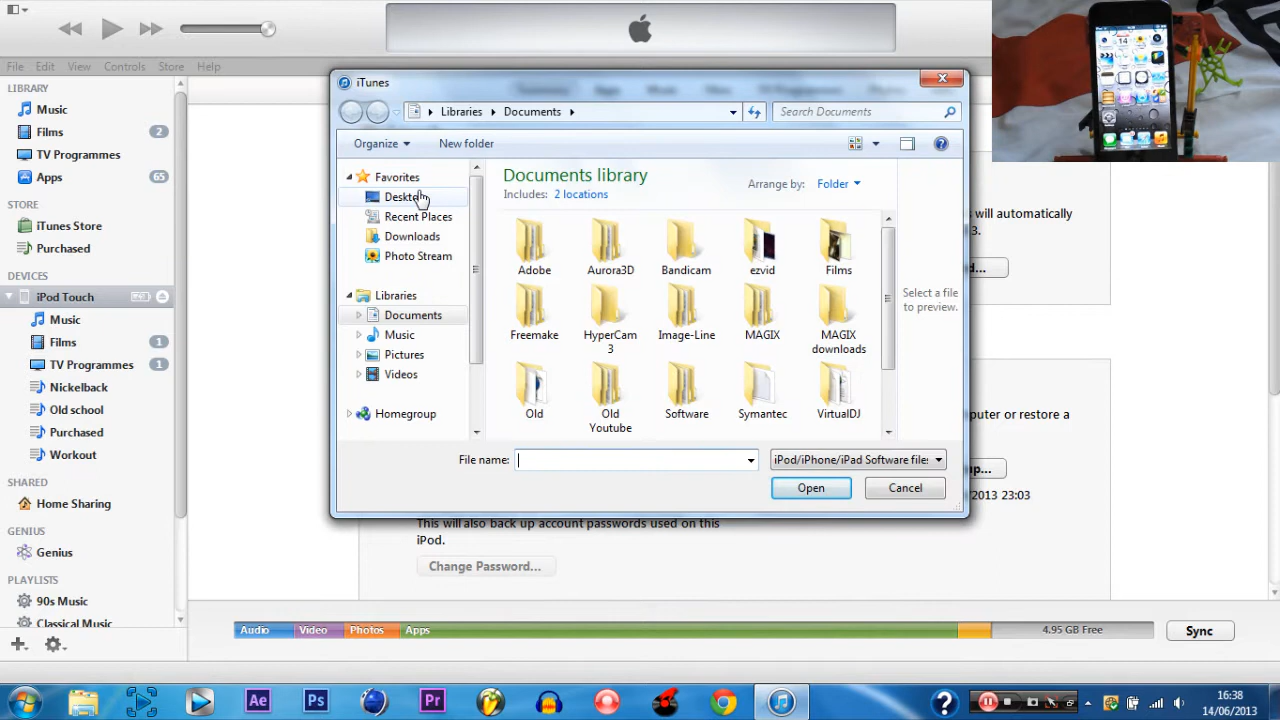 File Edit View Controls Store Help
LIBRARY
Music
Films 2
TV Programmes
Apps 65
STORE
iTunes Store
Purchased
DEVICES
iPod Touch
Music
Films 1
TV Programmes 1
Nickelback
Old school
Purchased
Workout
SHARED
Home Sharing
GENIUS
Genius
PLAYLISTS
90s Music
Classical Music
iTunes
Libraries Documents
Search Documents
Organize New folder
Favorites
Desktop
Recent Places
Downloads
Photo Stream
Libraries
Documents
Music
Pictures
Videos
Homegroup
Documents library
Includes: 2 locations
Arrange by: Folder
Adobe Aurora3D Bandicam ezvid Films
Freemake HyperCam 3 Image-Line MAGIX MAGIX downloads
Old Old Youtube Software Symantec VirtualDJ
Select a file to preview.
File name:
iPod/iPhone/iPad Software files
Open Cancel
s will automatically
3.
d...
puter or restore a
p...
2013 23:03
This will also back up account passwords used on this
iPod.
Change Password...
Audio Video Photos Apps 4.95 GB Free Sync
Ae Ps Pr
16:38
14/06/2013